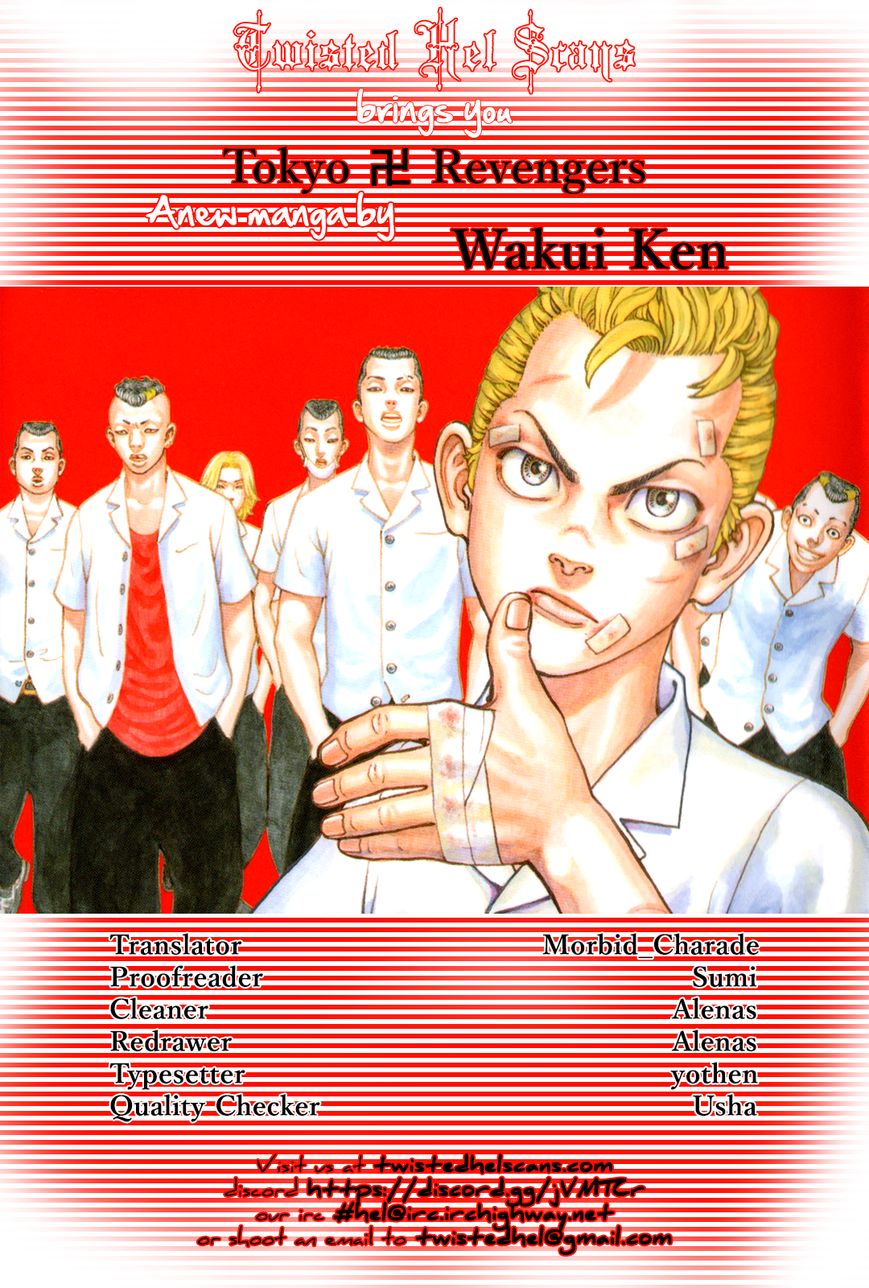 Twisted Hel Scans
brings you
Tokyo 卍 Revengers
A new manga by
Wakui Ken
Translator Morbid_Charade
Proofreader Sumi
Cleaner Alenas
Redrawer Alenas
Typesetter yothen
Quality Checker Usha
Visit us at twistedhelscans.com
discord https://discord.gg/jVMTCr
our irc #hel@irc.irchighway.net
or shoot an email to twistedhel@gmail.com